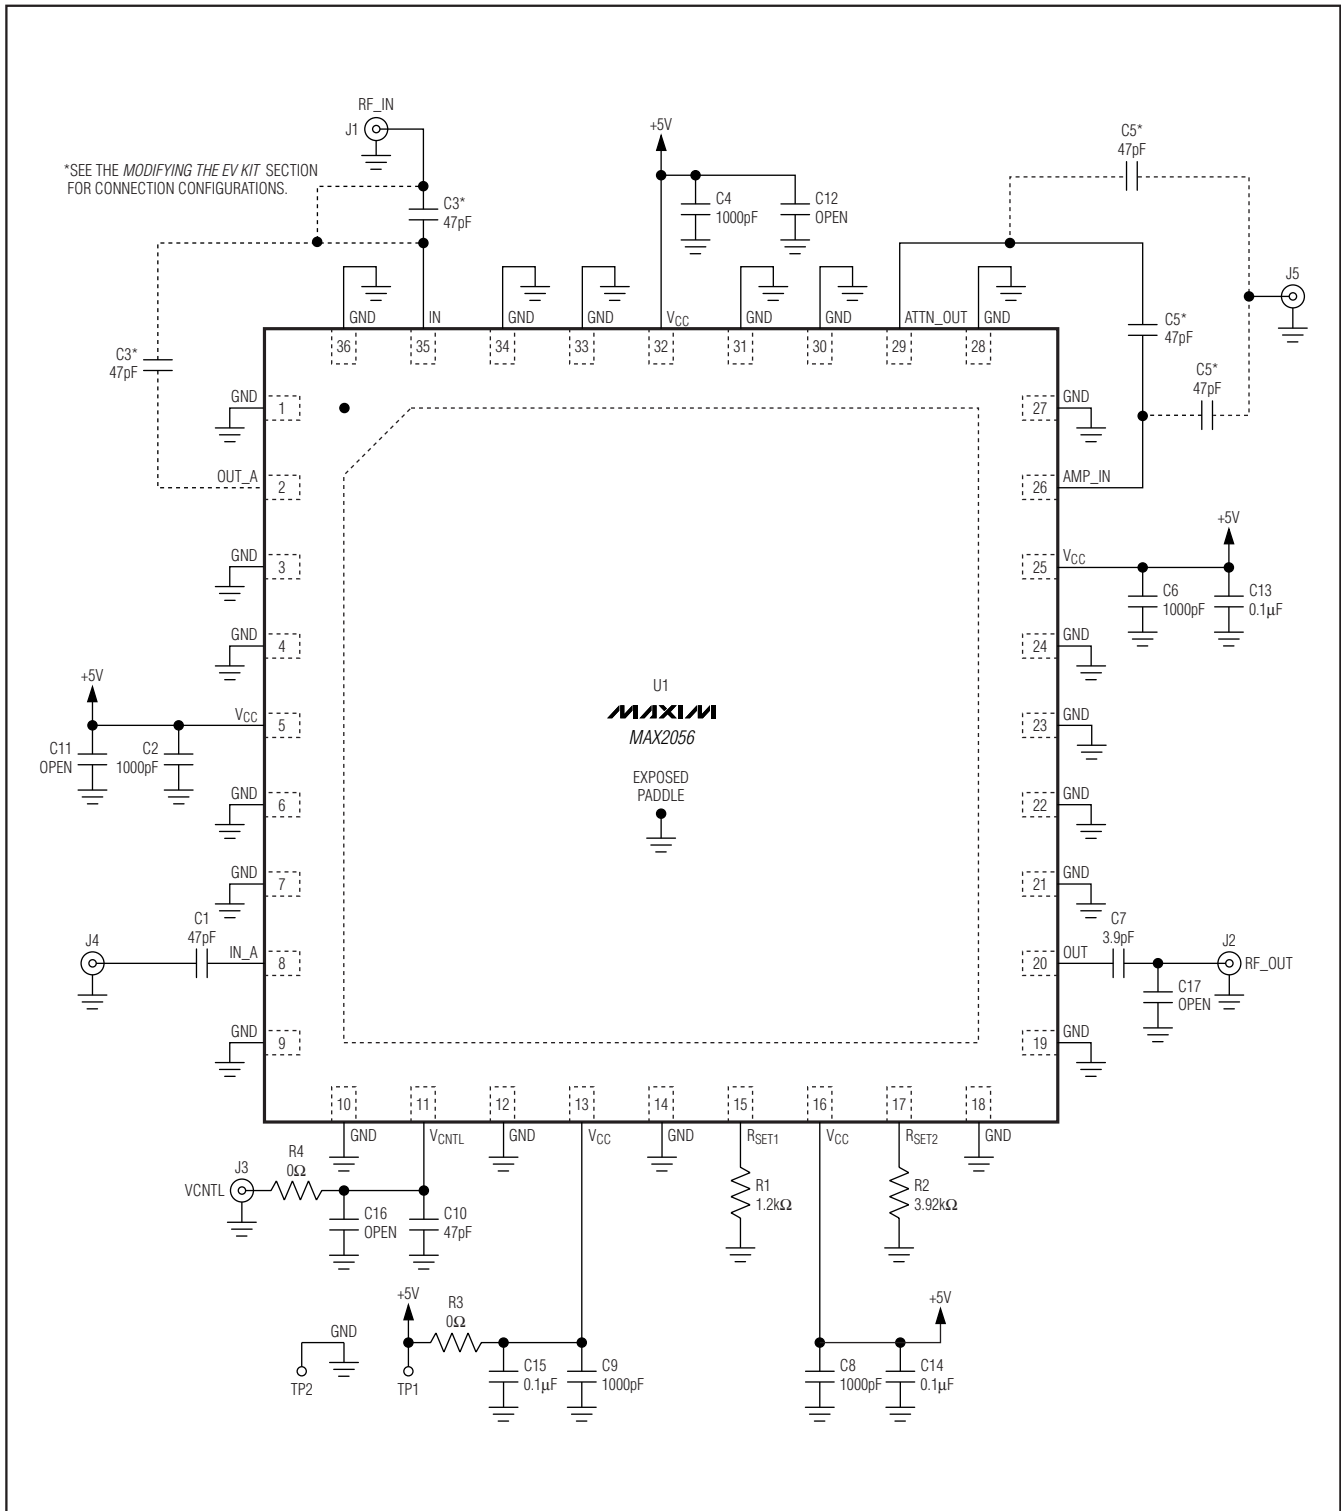 RF_IN
J1
+5V
C5*
47pF
*SEE THE MODIFYING THE EV KIT SECTION
FOR CONNECTION CONFIGURATIONS.
C3*
47pF
C4
1000pF
C12
OPEN
J5
GND
IN
GND
GND
VCC
GND
GND
ATTN_OUT
GND
36
35
34
33
32
31
30
29
28
C3*
47pF
C5*
47pF
C5*
47pF
GND
1
27
GND
OUT_A
2
26
AMP_IN
+5V
GND
3
25
VCC
C6
1000pF
C13
0.1µF
GND
4
24
GND
+5V
U1
MAXIM
MAX2056
VCC
5
23
GND
C11
OPEN
C2
1000pF
EXPOSED
PADDLE
GND
6
22
GND
GND
7
21
GND
J4
C1
47pF
IN_A
8
20
OUT
C7
3.9pF
J2
RF_OUT
C17
OPEN
GND
9
19
GND
10
11
12
13
14
15
16
17
18
GND
VCNTL
GND
VCC
GND
RSET1
VCC
RSET2
GND
J3
VCNTL
R4
0Ω
C16
OPEN
C10
47pF
R1
1.2kΩ
R2
3.92kΩ
+5V
R3
0Ω
+5V
GND
TP2
TP1
C15
0.1µF
C9
1000pF
C8
1000pF
C14
0.1µF